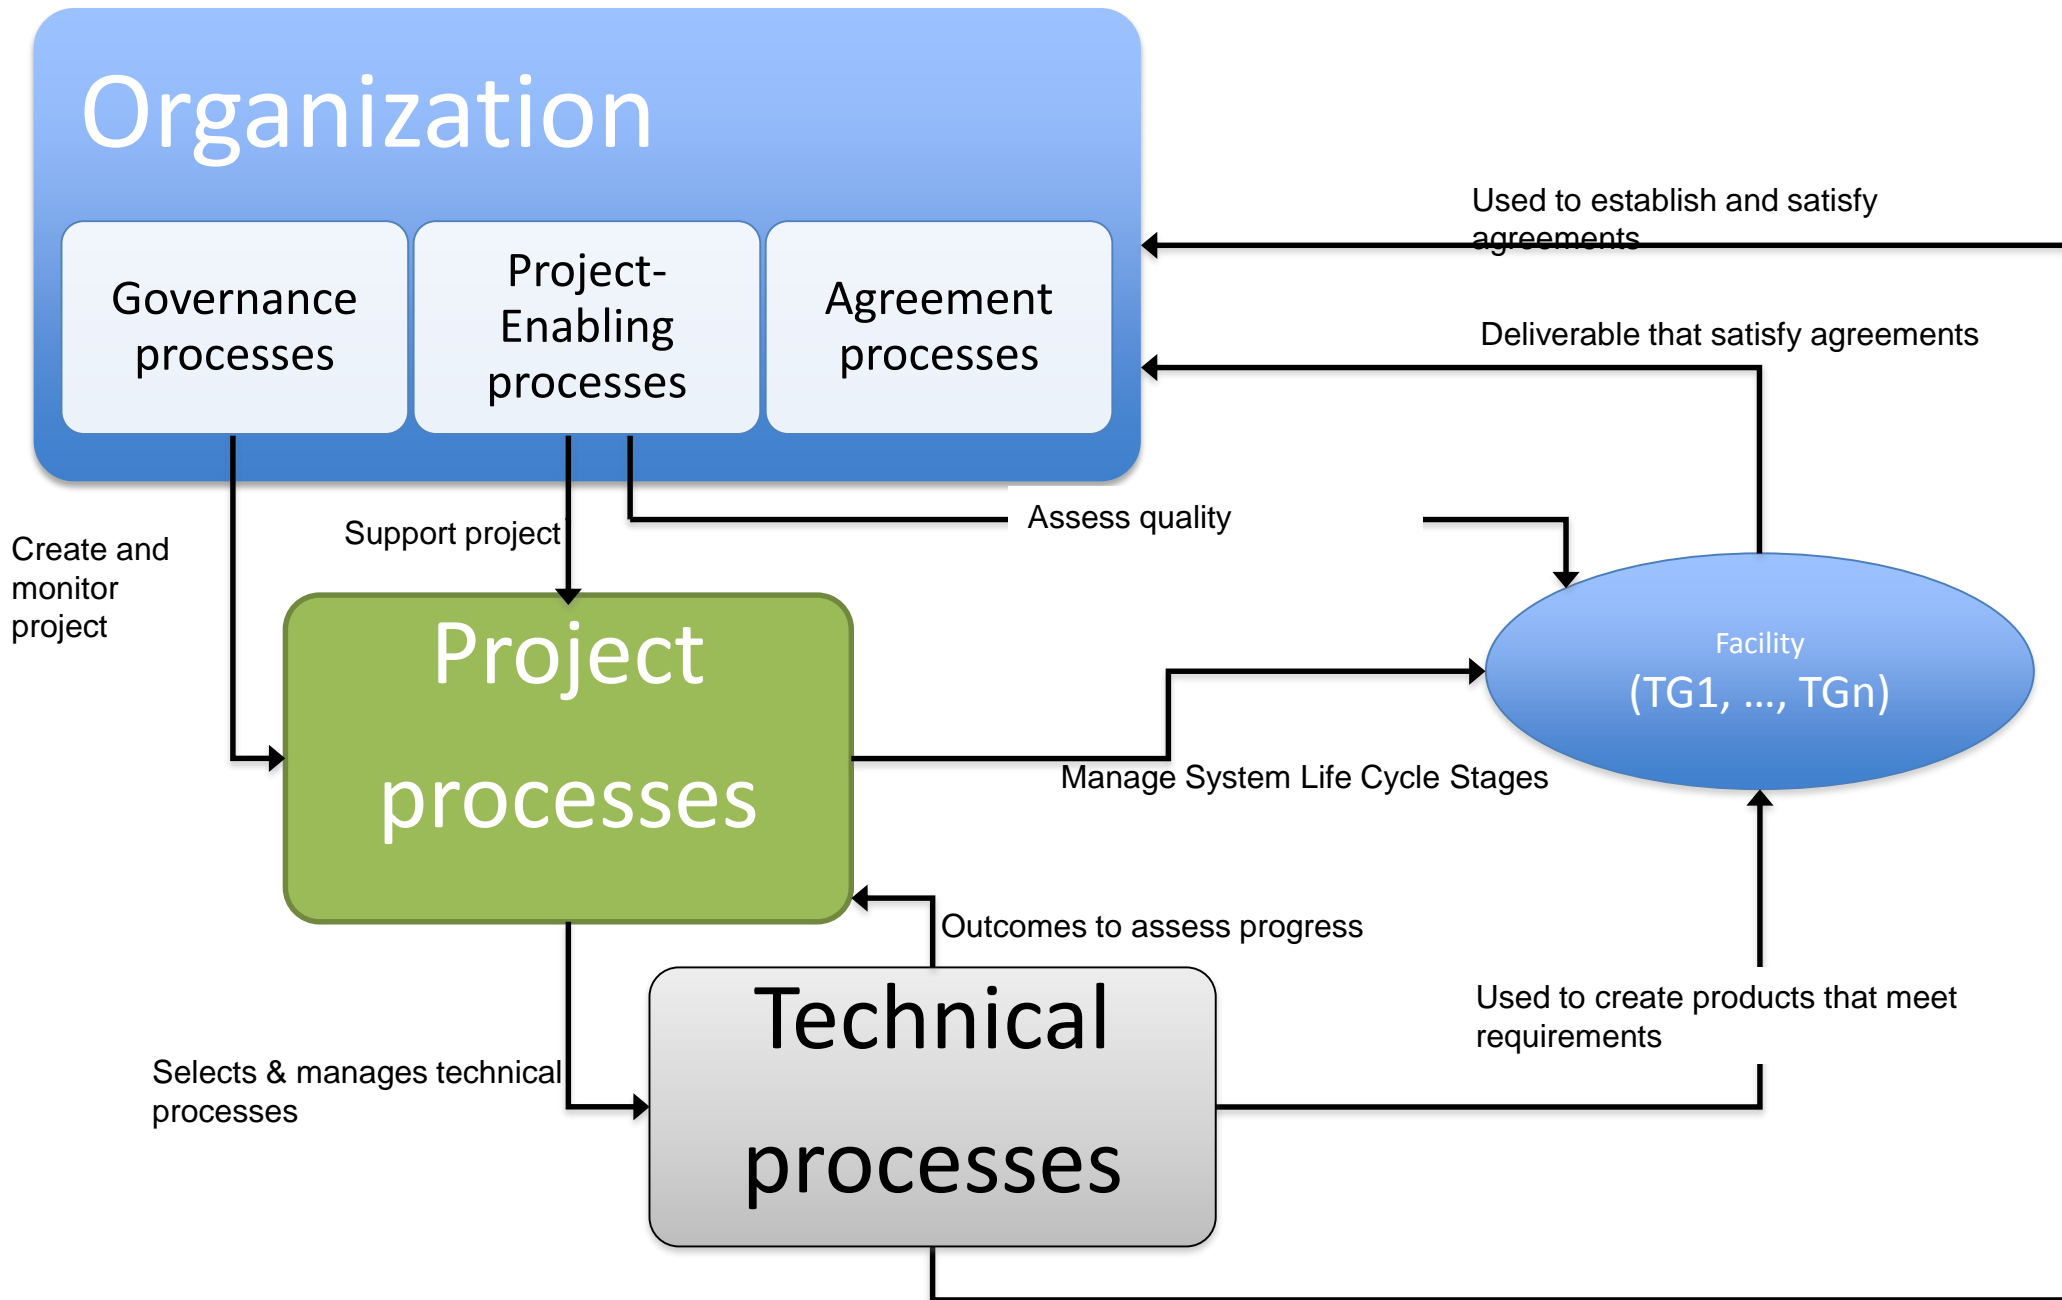 Organization
Governance
processes
Project-
Enabling
processes
Agreement
processes
Used to establish and satisfy
agreements
Deliverable that satisfy agreements
Create and
monitor
project
Support project
Assess quality
Project
processes
Facility
(TG1, ..., TGn)
Manage System Life Cycle Stages
Outcomes to assess progress
Technical
processes
Used to create products that meet
requirements
Selects & manages technical
processes